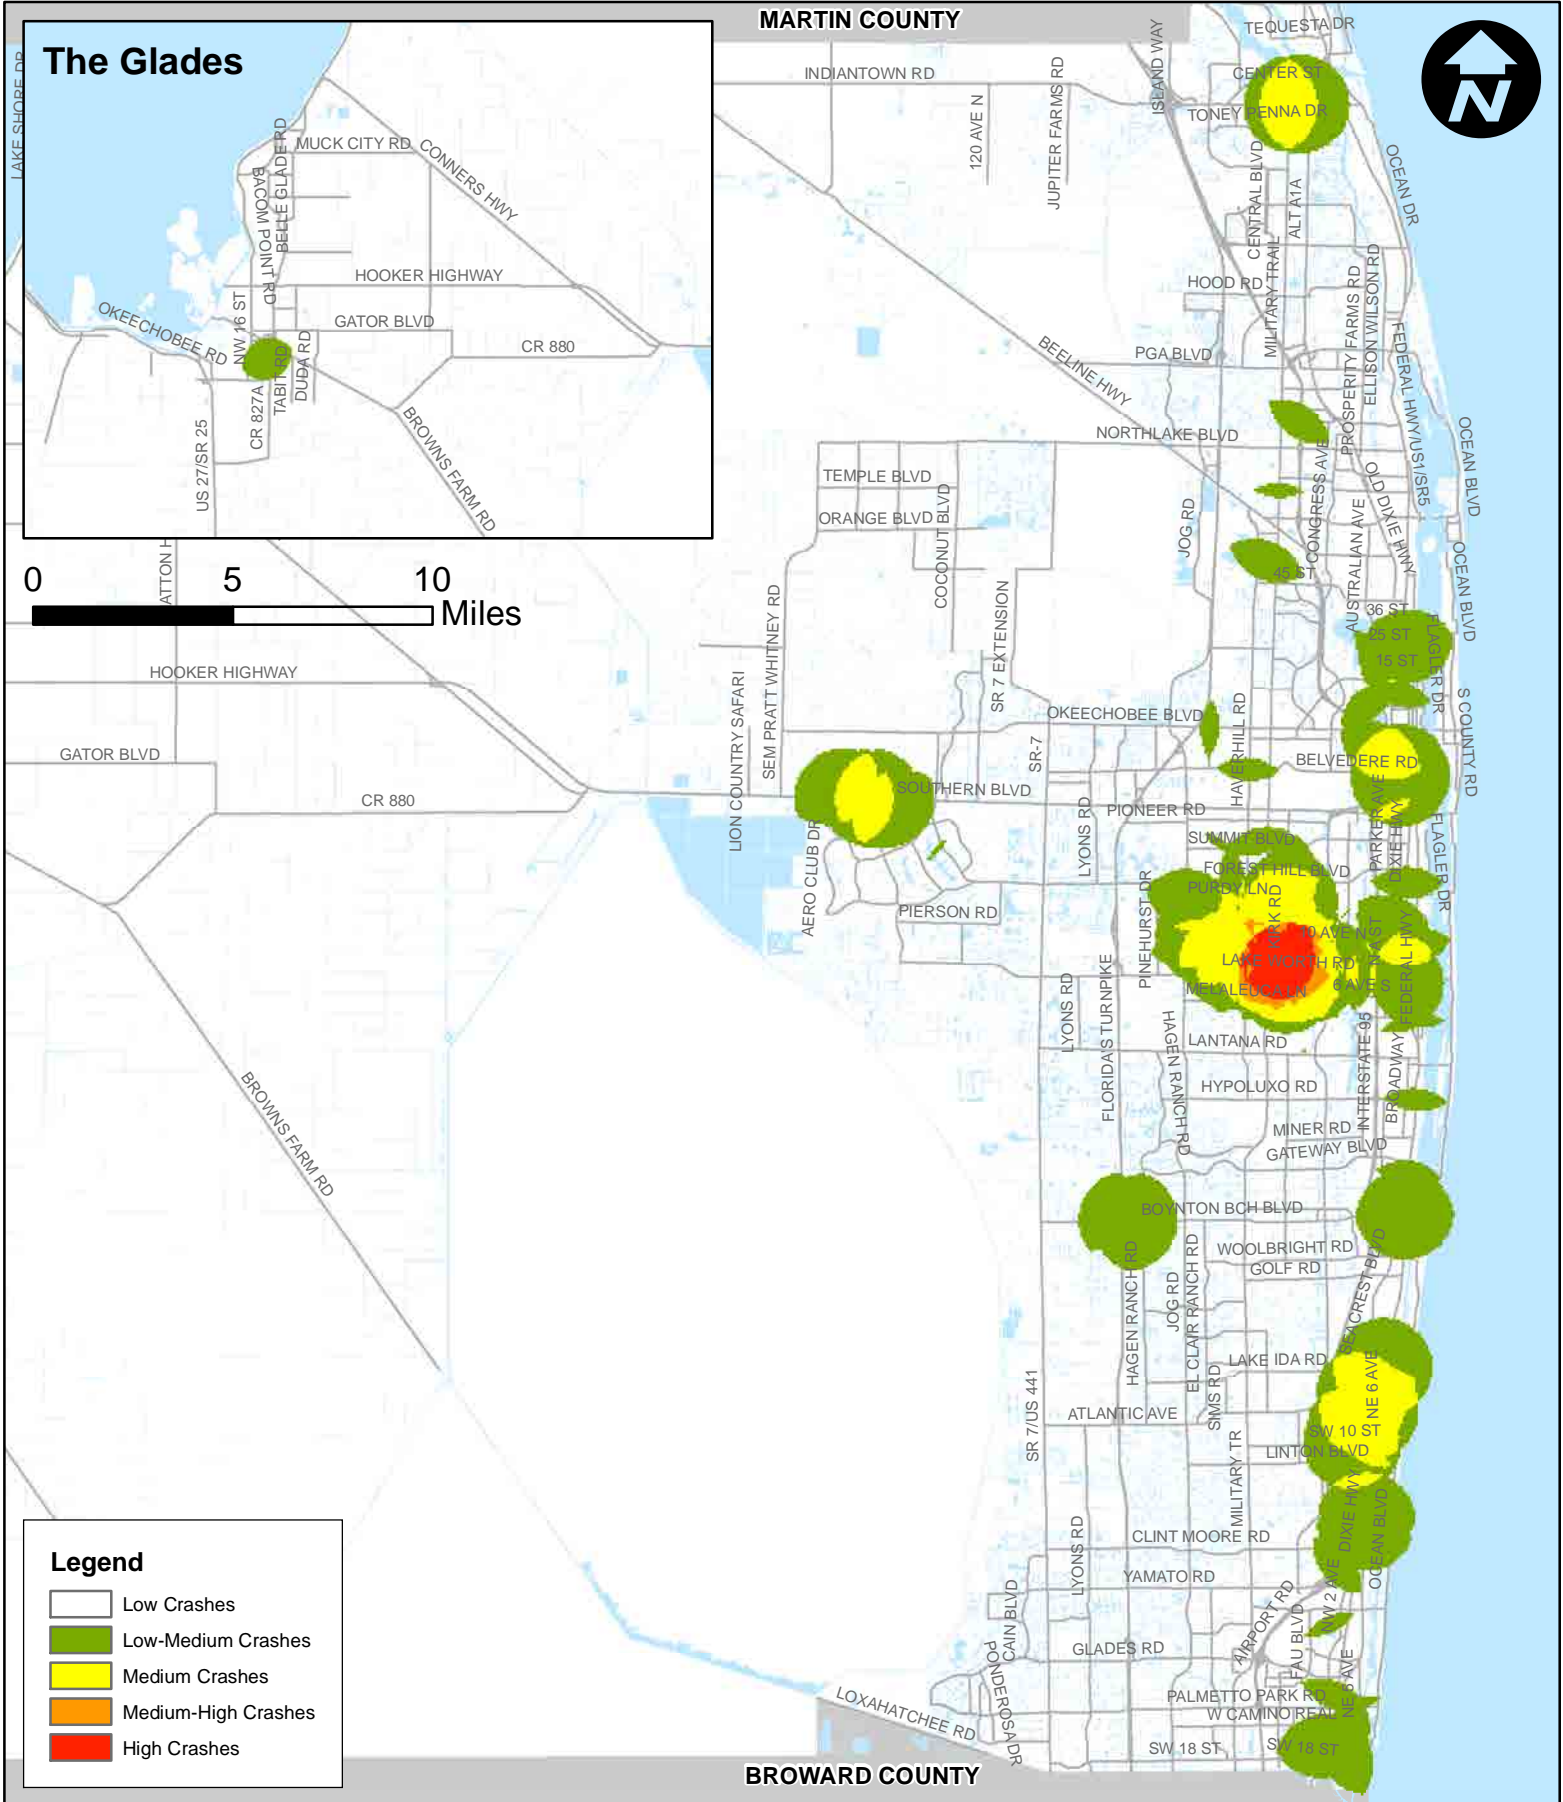 MARTIN COUNTY
The Glades
LAKE SHORE DR
MUCK CITY RD
CONNERS HWY
BACOM POINT RD
BELLE GLADE RD
HOOKER HIGHWAY
OKEECHOBEE RD
NW 16 ST
GATOR BLVD
CR 880
TABIT RD
DUDA RD
CR 827A
US 27/SR 25
BROWNS FARM RD
N
TEQUESTA DR
ISLAND WAY
INDIANTOWN RD
CENTER ST
TONEY PENNA DR
120 AVE N
JUPITER FARMS RD
OCEAN DR
CENTRAL BLVD
ALT A1A
MILITARY TRAIL
HOOD RD
PROSPERITY FARMS RD
ELLISON WILSON RD
FEDERAL HWY/US1/SR5
BEELINE HWY
PGA BLVD
NORTHLAKE BLVD
CONGRESS AVE
OCEAN BLVD
TEMPLE BLVD
ORANGE BLVD
COCONUT BLVD
JOG RD
OLD DIXIE HWY
AUSTRALIAN AVE
OCEAN BLVD
45 ST
0 5 10
Miles
ATTON H
SEM PRATT WHITNEY RD
SR 7 EXTENSION
36 ST
25 ST
15 ST
FLAGLER DR
HOOKER HIGHWAY
LION COUNTRY SAFARI
OKEECHOBEE BLVD
HAVERHILL RD
S COUNTY RD
GATOR BLVD
SR-7
BELVEDERE RD
CR 880
SOUTHERN BLVD
PIONEER RD
LYONS RD
PARKER AVE
DIXIE HWY
AERO CLUB DR
SUMMIT BLVD
FOREST HILL BLVD
PURDY LN
FLAGLER DR
PIERSON RD
PINEHURST DR
KIRK RD
10 AVE N
N A ST
FEDERAL HWY
LAKE WORTH RD
MELALEUCA LN
6 AVE S
LYONS RD
FLORIDA'S TURNPIKE
HAGEN RANCH RD
LANTANA RD
INTERSTATE 95
BROADWAY
HYPOLUXO RD
BROWNS FARM RD
MINER RD
GATEWAY BLVD
BOYNTON BCH BLVD
WOOLBRIGHT RD
GOLF RD
SEACREST BLVD
HAGEN RANCH RD
JOG RD
EL CLAIR RANCH RD
LAKE IDA RD
NE 6 AVE
SR 7/US 441
ATLANTIC AVE
SIMS RD
SW 10 ST
LINTON BLVD
MILITARY TR
DIXIE HWY
OCEAN BLVD
CLINT MOORE RD
LYONS RD
YAMATO RD
NW 2 AVE
CAIN BLVD
AIRPORT RD
FAU BLVD
GLADES RD
PONDEROSA DR
PALMETTO PARK RD
W CAMINO REAL
LOXAHATCHEE RD
SW 18 ST
SW 18 ST
Legend
Low Crashes
Low-Medium Crashes
Medium Crashes
Medium-High Crashes
High Crashes
BROWARD COUNTY